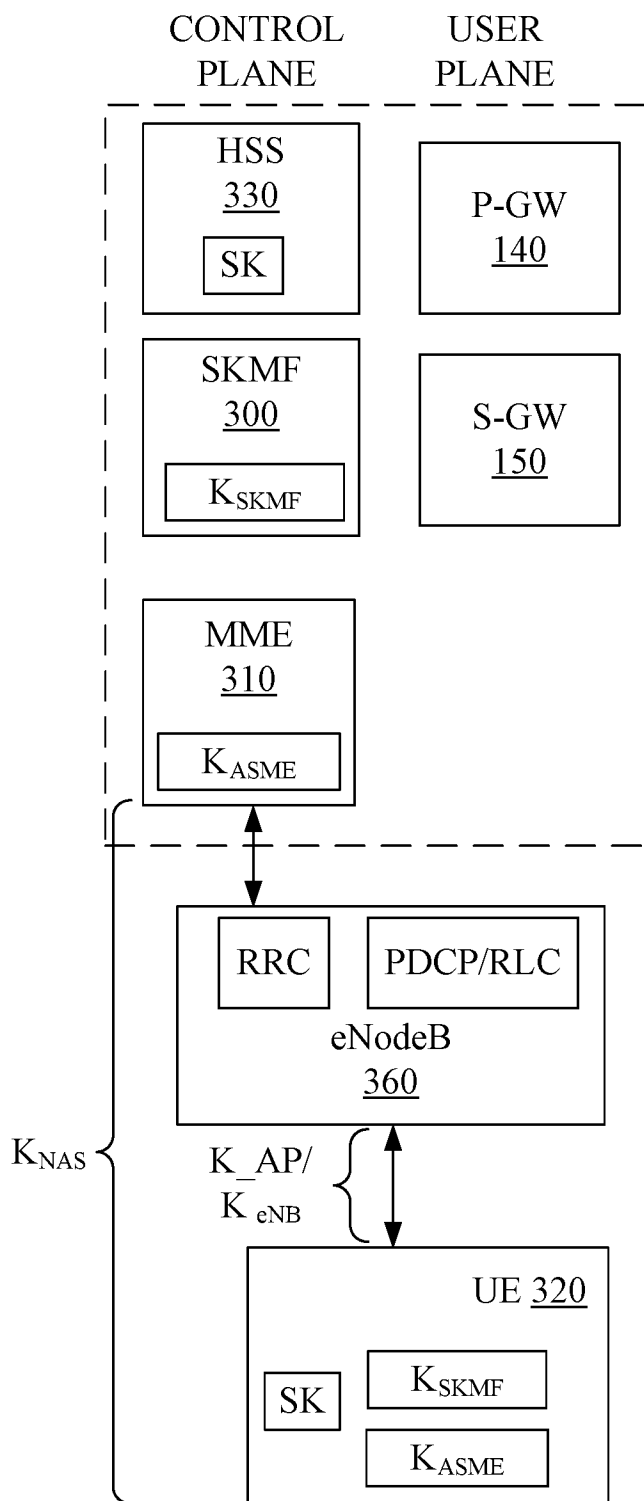 CONTROL
PLANE
USER
PLANE
HSS
330
SK
P-GW
140
SKMF
300
K_SKMF
S-GW
150
MME
310
K_ASME
RRC
PDCP/RLC
eNodeB
360
K_NAS
K_AP/
K eNB
UE 320
SK
K_SKMF
K_ASME